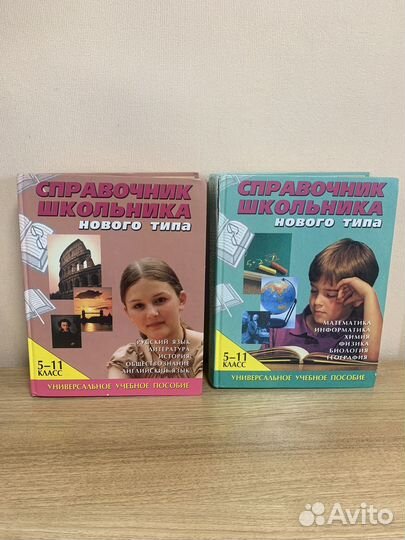 СПРАВОЧНИК
ШКОЛЬНИКА
НОВОГО ТИПА
РУССКИЙ ЯЗЫК
ЛИТЕРАТУРА
ИСТОРИЯ
ОБЩЕСТВОЗНАНИЕ
АНГЛИЙСКИЙ ЯЗЫК
5–11
КЛАСС
УНИВЕРСАЛЬНОЕ УЧЕБНОЕ ПОСОБИЕ
СПРАВОЧНИК
ШКОЛЬНИКА
НОВОГО ТИПА
МАТЕМАТИКА
ИНФОРМАТИКА
ХИМИЯ
ФИЗИКА
БИОЛОГИЯ
ГЕОГРАФИЯ
5–11
КЛАСС
УНИВЕРСАЛЬНОЕ УЧЕБНОЕ ПОСОБИЕ
Avito